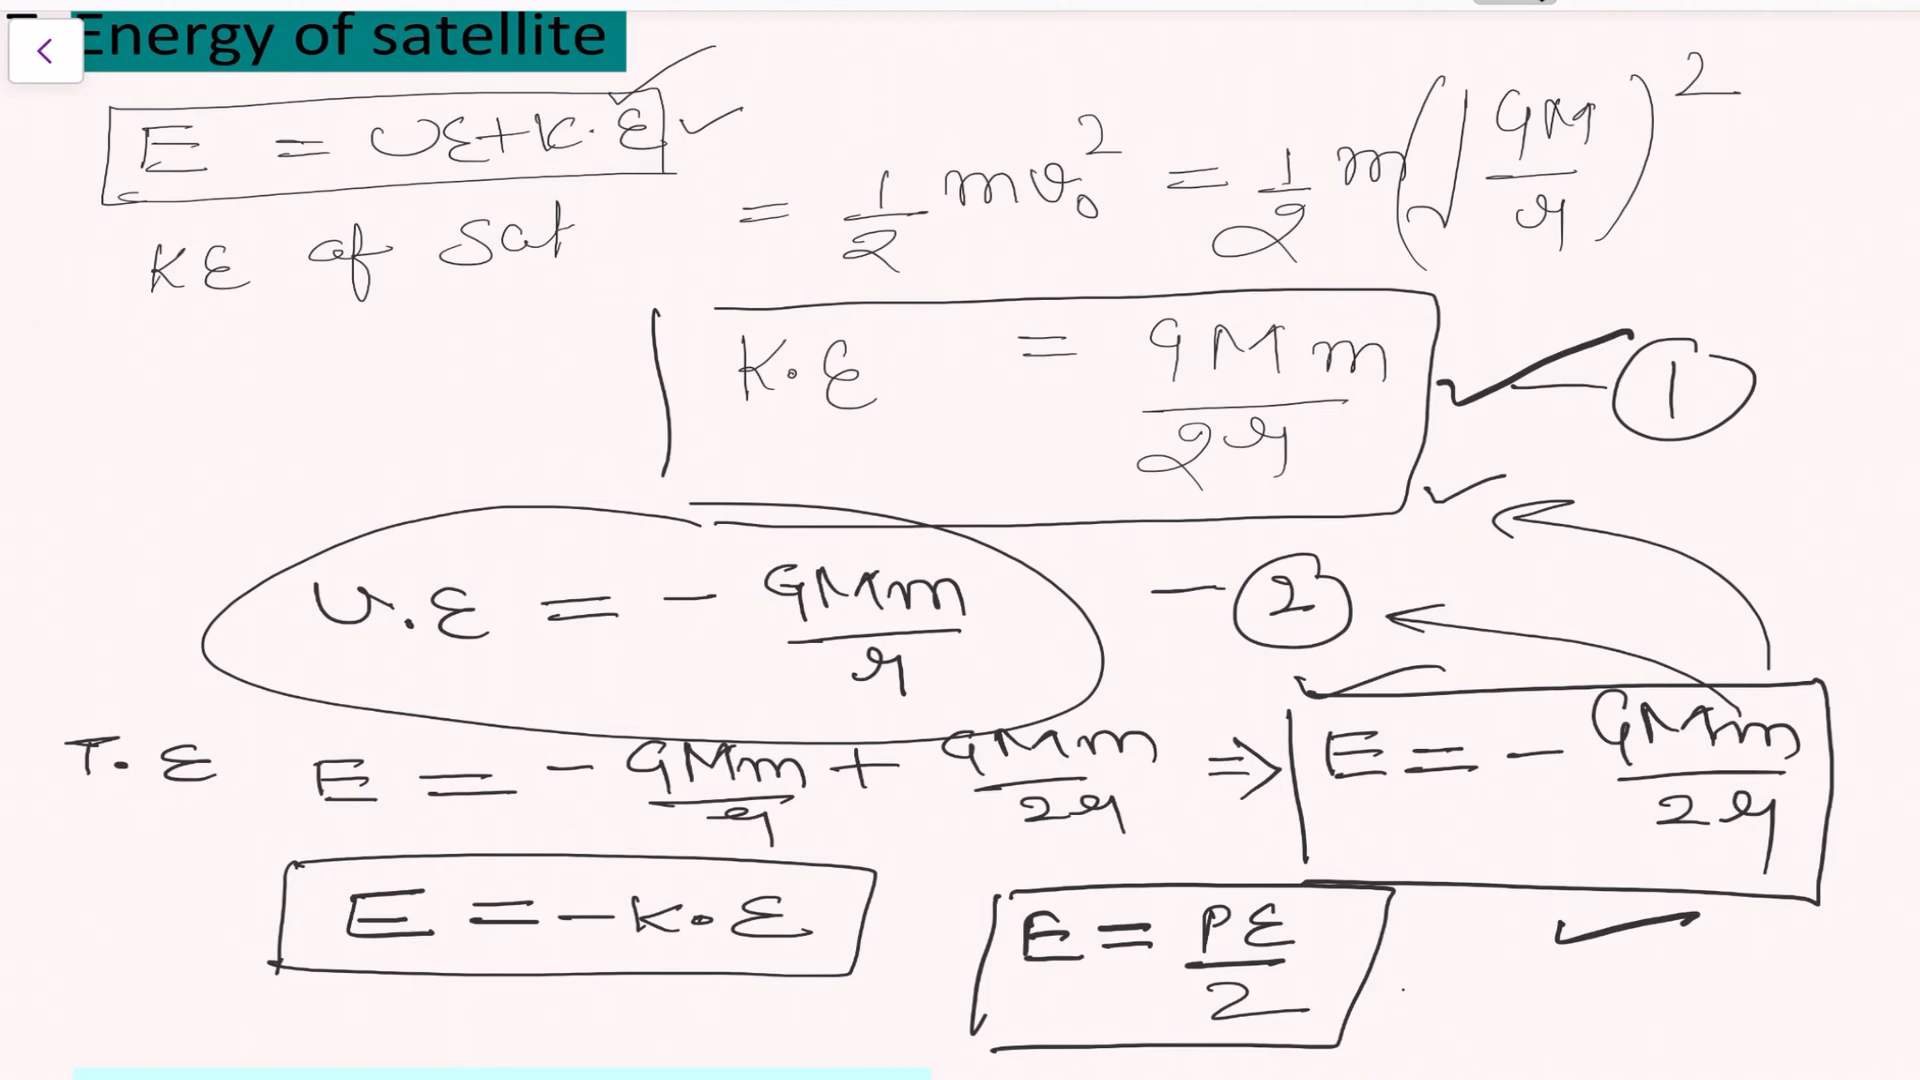 Energy of satellite
E = UE + K.E
KE of Sat = 1/2 mv₀² = 1/2 m(√(GM/r))²
K.E = GMm/2r — ①
U.E = - GMm/r - ②
T.E E = - GMm/r + GMm/2r ⇒ E = - GMm/2r
E = - K.E
E = PE/2